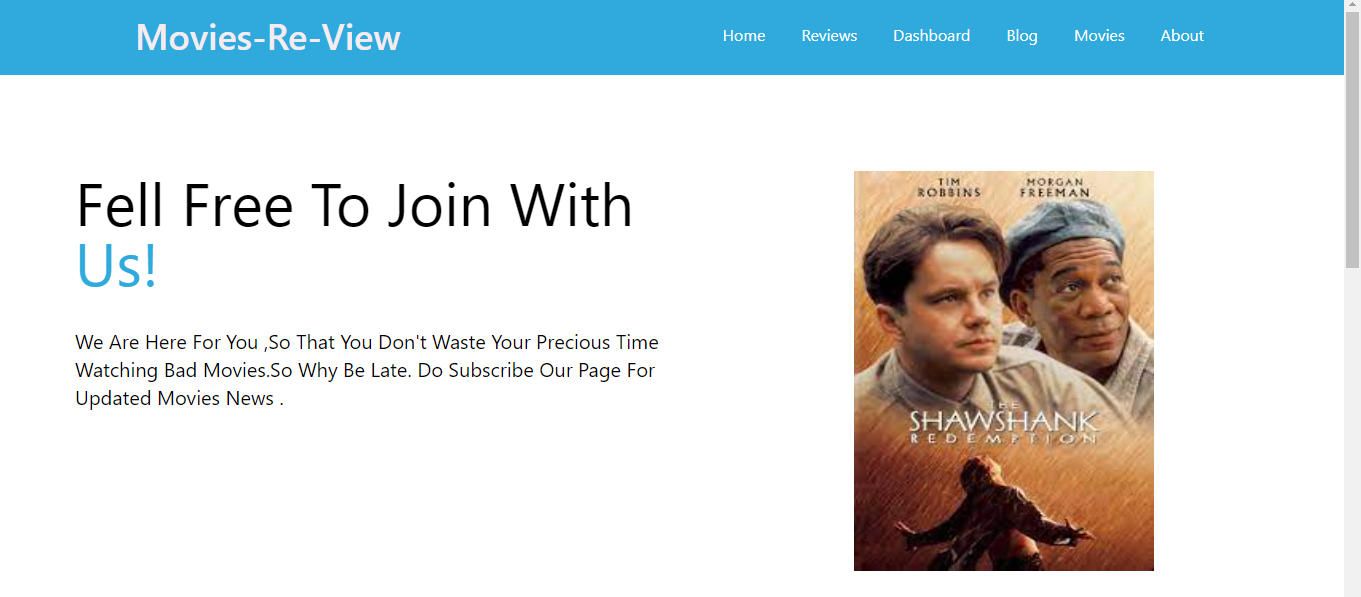 Movies-Re-View
Home Reviews Dashboard Blog Movies About
Fell Free To Join With
Us!
We Are Here For You ,So That You Don't Waste Your Precious Time
Watching Bad Movies.So Why Be Late. Do Subscribe Our Page For
Updated Movies News .
TIM ROBBINS
MORGAN FREEMAN
THE
SHAWSHANK
REDEMPTION